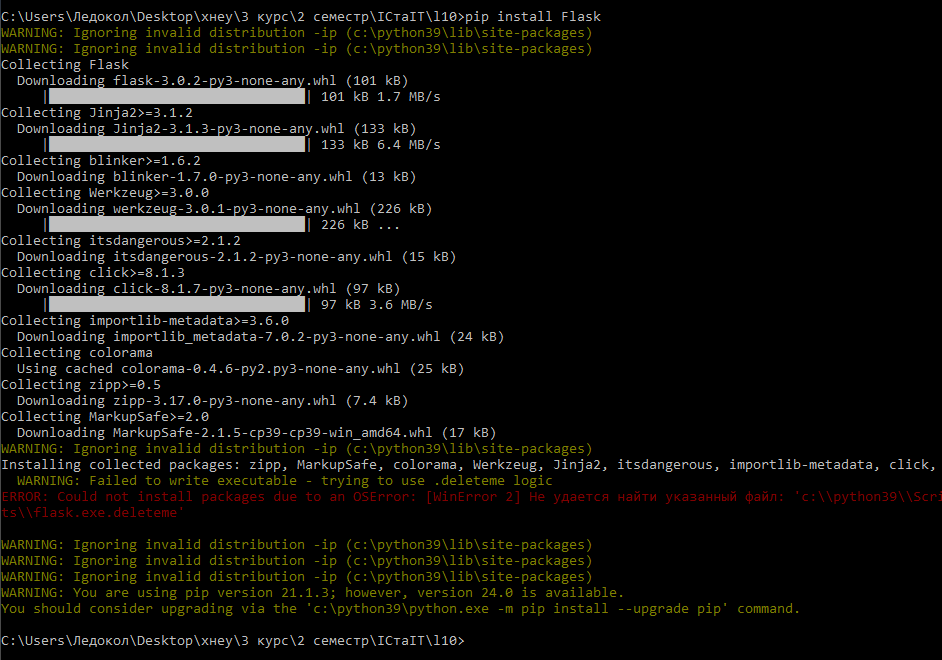 C:\Users\Ледокол\Desktop\хнеу\3 курс\2 семестр\ІСтаІТ\l10>pip install Flask
WARNING: Ignoring invalid distribution -ip (c:\python39\lib\site-packages)
WARNING: Ignoring invalid distribution -ip (c:\python39\lib\site-packages)
Collecting Flask
  Downloading flask-3.0.2-py3-none-any.whl (101 kB)
     |████████████████████████████████| 101 kB 1.7 MB/s
Collecting Jinja2>=3.1.2
  Downloading Jinja2-3.1.3-py3-none-any.whl (133 kB)
     |████████████████████████████████| 133 kB 6.4 MB/s
Collecting blinker>=1.6.2
  Downloading blinker-1.7.0-py3-none-any.whl (13 kB)
Collecting Werkzeug>=3.0.0
  Downloading werkzeug-3.0.1-py3-none-any.whl (226 kB)
     |████████████████████████████████| 226 kB ...
Collecting itsdangerous>=2.1.2
  Downloading itsdangerous-2.1.2-py3-none-any.whl (15 kB)
Collecting click>=8.1.3
  Downloading click-8.1.7-py3-none-any.whl (97 kB)
     |████████████████████████████████| 97 kB 3.6 MB/s
Collecting importlib-metadata>=3.6.0
  Downloading importlib_metadata-7.0.2-py3-none-any.whl (24 kB)
Collecting colorama
  Using cached colorama-0.4.6-py2.py3-none-any.whl (25 kB)
Collecting zipp>=0.5
  Downloading zipp-3.17.0-py3-none-any.whl (7.4 kB)
Collecting MarkupSafe>=2.0
  Downloading MarkupSafe-2.1.5-cp39-cp39-win_amd64.whl (17 kB)
WARNING: Ignoring invalid distribution -ip (c:\python39\lib\site-packages)
Installing collected packages: zipp, MarkupSafe, colorama, Werkzeug, Jinja2, itsdangerous, importlib-metadata, click,
  WARNING: Failed to write executable - trying to use .deleteme logic
ERROR: Could not install packages due to an OSError: [WinError 2] Не удается найти указанный файл: 'c:\\python39\\Scri
ts\\flask.exe.deleteme'
WARNING: Ignoring invalid distribution -ip (c:\python39\lib\site-packages)
WARNING: Ignoring invalid distribution -ip (c:\python39\lib\site-packages)
WARNING: Ignoring invalid distribution -ip (c:\python39\lib\site-packages)
WARNING: You are using pip version 21.1.3; however, version 24.0 is available.
You should consider upgrading via the 'c:\python39\python.exe -m pip install --upgrade pip' command.
C:\Users\Ледокол\Desktop\хнеу\3 курс\2 семестр\ІСтаІТ\l10>